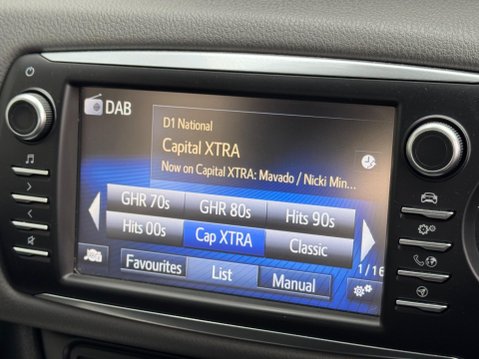 DAB
D1 National
Capital XTRA
Now on Capital XTRA: Mavado / Nicki Min...
GHR 70s GHR 80s Hits 90s
Hits 00s Cap XTRA Classic
1/16
Favourites List Manual